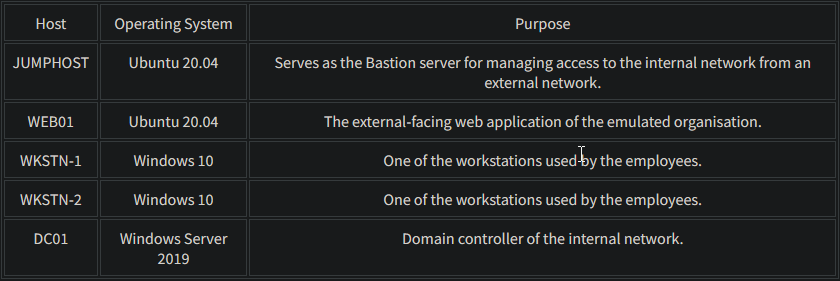 Host Operating System Purpose
JUMPHOST Ubuntu 20.04 Serves as the Bastion server for managing access to the internal network from an
external network.
WEB01 Ubuntu 20.04 The external-facing web application of the emulated organisation.
WKSTN-1 Windows 10 One of the workstations used by the employees.
WKSTN-2 Windows 10 One of the workstations used by the employees.
DC01 Windows Server Domain controller of the internal network.
2019